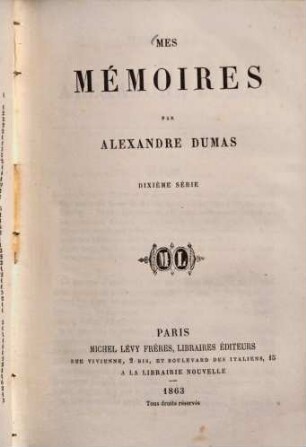 MES
MÉMOIRES
PAR
ALEXANDRE DUMAS
DIXIÈME SÉRIE
ML
PARIS
MICHEL LÉVY FRÈRES, LIBRAIRES ÉDITEURS
RUE VIVIENNE, 2 BIS, ET BOULEVARD DES ITALIENS, 15
A LA LIBRAIRIE NOUVELLE
1863
Tous droits réservés